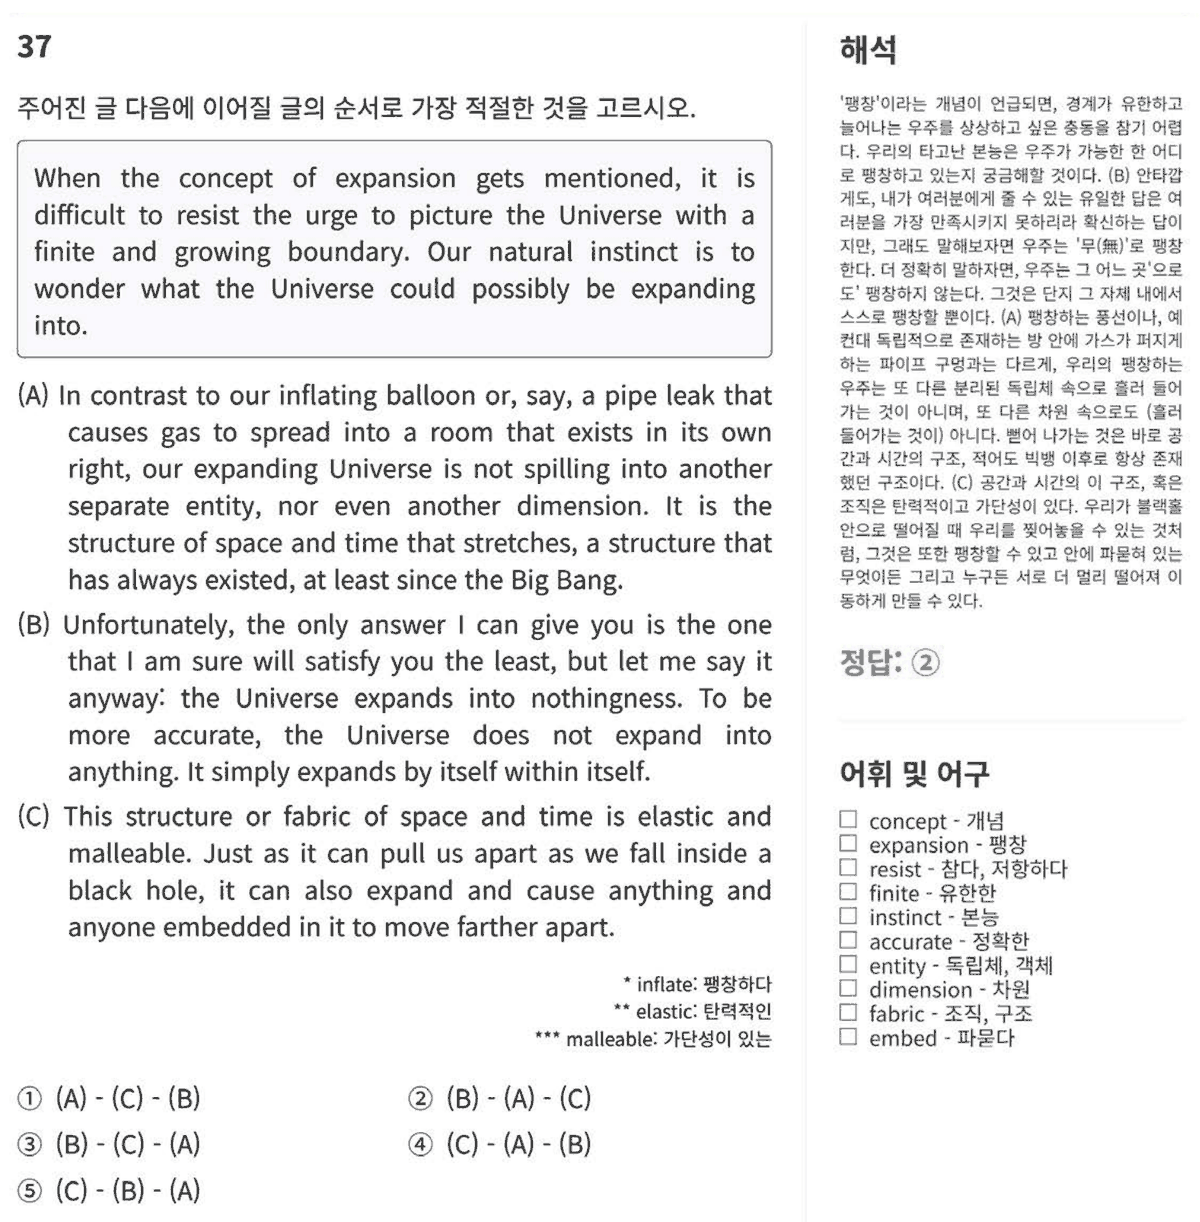 37
주어진 글 다음에 이어질 글의 순서로 가장 적절한 것을 고르시오.
When the concept of expansion gets mentioned, it is
difficult to resist the urge to picture the Universe with a
finite and growing boundary. Our natural instinct is to
wonder what the Universe could possibly be expanding
into.
(A) In contrast to our inflating balloon or, say, a pipe leak that
causes gas to spread into a room that exists in its own
right, our expanding Universe is not spilling into another
separate entity, nor even another dimension. It is the
structure of space and time that stretches, a structure that
has always existed, at least since the Big Bang.
(B) Unfortunately, the only answer I can give you is the one
that I am sure will satisfy you the least, but let me say it
anyway: the Universe expands into nothingness. To be
more accurate, the Universe does not expand into
anything. It simply expands by itself within itself.
(C) This structure or fabric of space and time is elastic and
malleable. Just as it can pull us apart as we fall inside a
black hole, it can also expand and cause anything and
anyone embedded in it to move farther apart.
* inflate: 팽창하다
** elastic: 탄력적인
*** malleable: 가단성이 있는
① (A) - (C) - (B)
② (B) - (A) - (C)
③ (B) - (C) - (A)
④ (C) - (A) - (B)
⑤ (C) - (B) - (A)
해석
'팽창'이라는 개념이 언급되면, 경계가 유한하고
늘어나는 우주를 상상하고 싶은 충동을 참기 어렵
다. 우리의 타고난 본능은 우주가 가능한 한 어디
로 팽창하고 있는지 궁금해할 것이다. (B) 안타깝
게도, 내가 여러분에게 줄 수 있는 유일한 답은 여
러분을 가장 만족시키지 못하리라 확신하는 답이
지만, 그래도 말해보자면 우주는 '무(無)'로 팽창
한다. 더 정확히 말하자면, 우주는 그 어느 곳'으로
도' 팽창하지 않는다. 그것은 단지 그 자체 내에서
스스로 팽창할 뿐이다. (A) 팽창하는 풍선이나, 예
컨대 독립적으로 존재하는 방 안에 가스가 퍼지게
하는 파이프 구멍과는 다르게, 우리의 팽창하는
우주는 또 다른 분리된 독립체 속으로 흘러 들어
가는 것이 아니며, 또 다른 차원 속으로도 (흘러
들어가는 것이) 아니다. 뻗어 나가는 것은 바로 공
간과 시간의 구조, 적어도 빅뱅 이후로 항상 존재
했던 구조이다. (C) 공간과 시간의 이 구조, 혹은
조직은 탄력적이고 가단성이 있다. 우리가 블랙홀
안으로 떨어질 때 우리를 찢어놓을 수 있는 것처
럼, 그것은 또한 팽창할 수 있고 안에 파묻혀 있는
무엇이든 그리고 누구든 서로 더 멀리 떨어져 이
동하게 만들 수 있다.
정답: ②
어휘 및 어구
□ concept - 개념
□ expansion - 팽창
□ resist - 참다, 저항하다
□ finite - 유한한
□ instinct - 본능
□ accurate - 정확한
□ entity - 독립체, 객체
□ dimension - 차원
□ fabric - 조직, 구조
□ embed - 파묻다